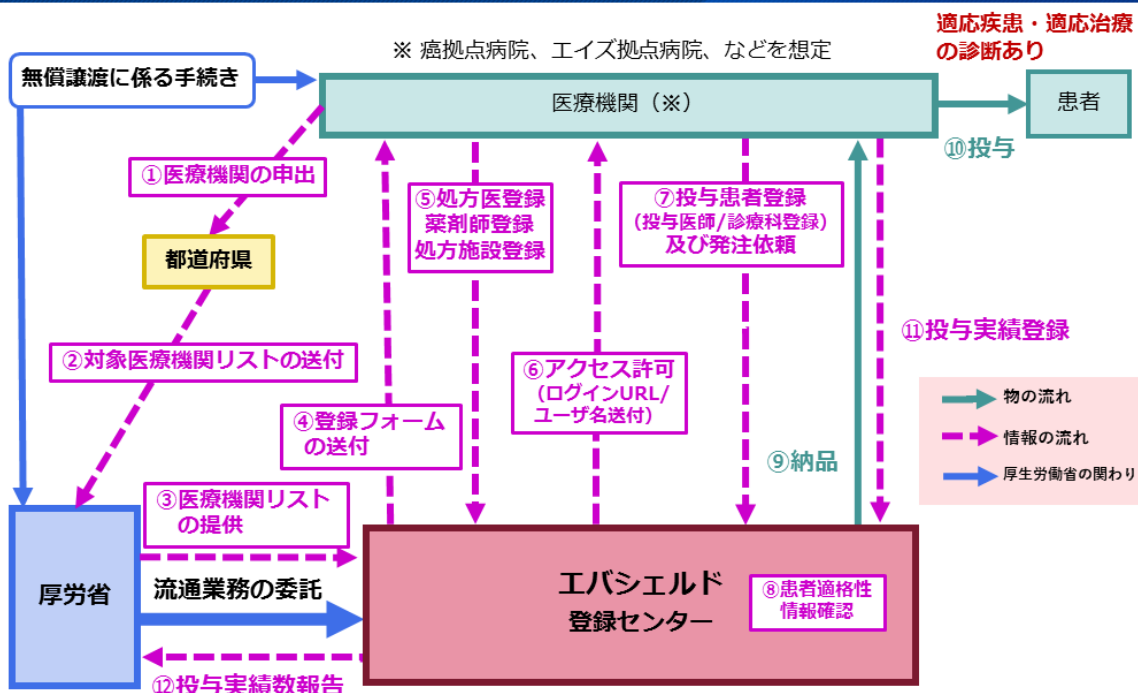 適応疾患・適応治療
の診断あり
※ 癌拠点病院、エイズ拠点病院、などを想定
無償譲渡に係る手続き
医療機関（※）
患者
⑩投与
①医療機関の申出
⑤処方医登録
薬剤師登録
処方施設登録
⑦投与患者登録
(投与医師/診療科登録)
及び発注依頼
都道府県
⑪投与実績登録
②対象医療機関リストの送付
⑥アクセス許可
(ログインURL/
ユーザ名送付)
④登録フォーム
の送付
⑨納品
物の流れ
情報の流れ
厚生労働省の関わり
③医療機関リスト
の提供
厚労省
流通業務の委託
エバシェルド
登録センター
⑧患者適格性
情報確認
⑫投与実績数報告